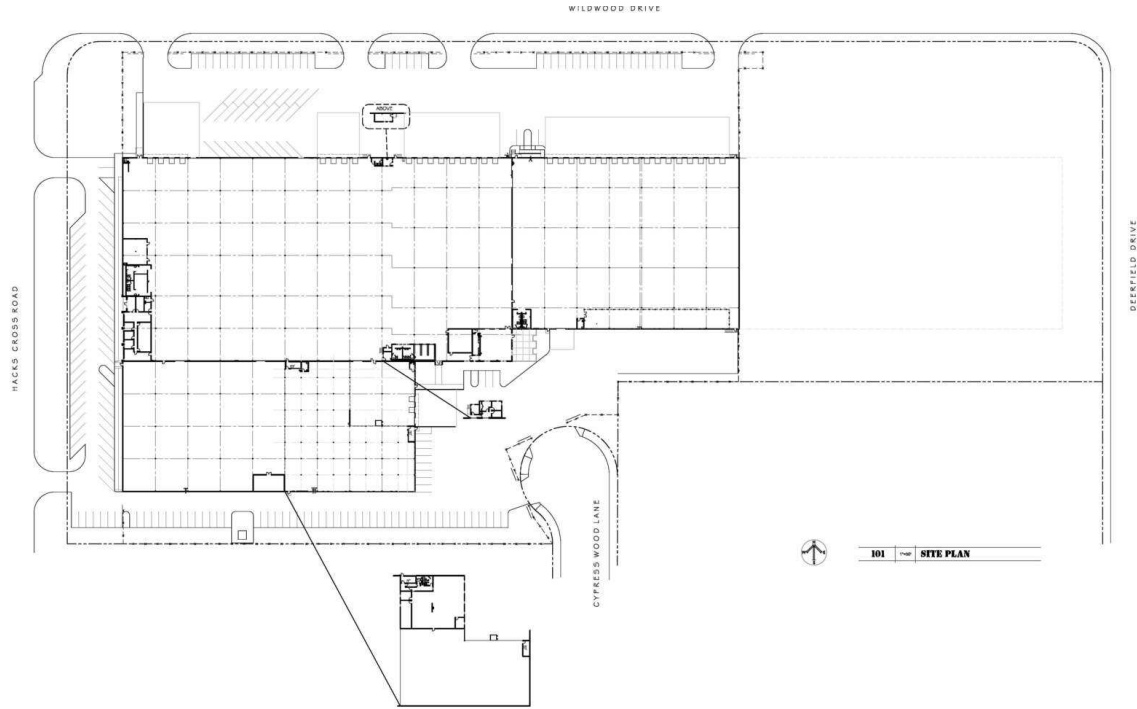 WILDWOOD DRIVE
ABOVE
DEERFIELD DRIVE
HACKS CROSS ROAD
CYPRESS WOOD LANE
101 SITE PLAN